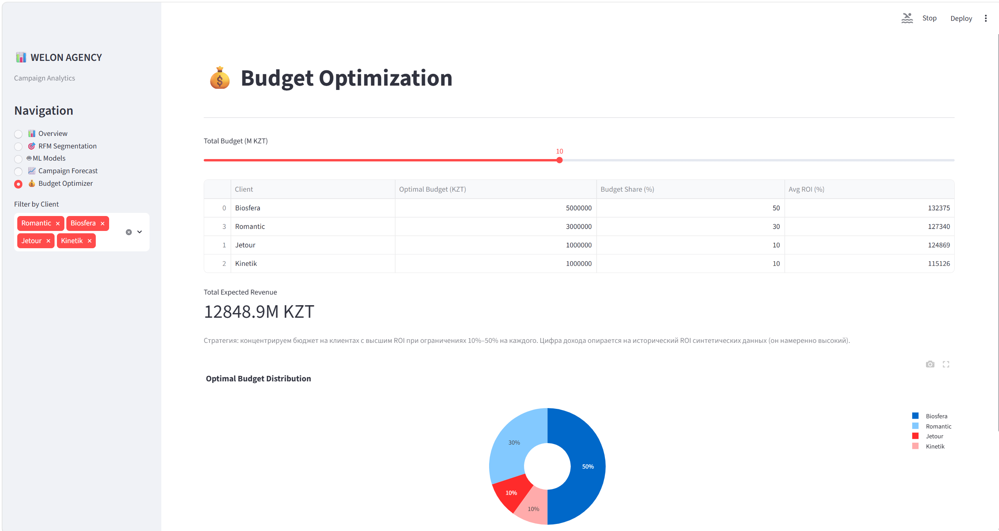 Stop Deploy
WELON AGENCY
Campaign Analytics
Navigation
Overview
RFM Segmentation
ML Models
Campaign Forecast
Budget Optimizer
Filter by Client
Romantic × Biosfera ×
Jetour × Kinetik ×
Budget Optimization
Total Budget (M KZT)
10
Client Optimal Budget (KZT) Budget Share (%) Avg ROI (%)
0 Biosfera 5000000 50 132375
3 Romantic 3000000 30 127340
1 Jetour 1000000 10 124869
2 Kinetik 1000000 10 115126
Total Expected Revenue
12848.9M KZT
Стратегия: концентрируем бюджет на клиентах с высшим ROI при ограничениях 10%–50% на каждого. Цифра дохода опирается на исторический ROI синтетических данных (он намеренно высокий).
Optimal Budget Distribution
30%
50%
10%
10%
Biosfera
Romantic
Jetour
Kinetik